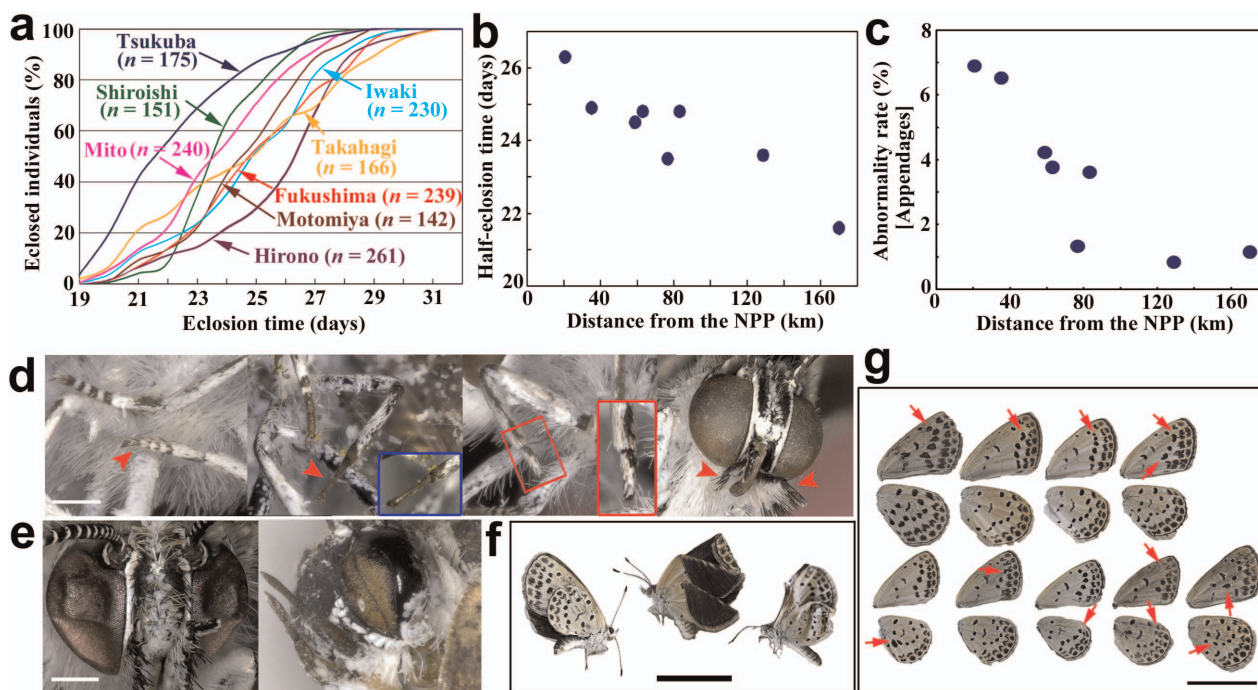 a
Eclosed individuals (%)
100
80
60
40
20
0
19
21
23
25
27
29
31
Eclosion time (days)
Tsukuba
(n = 175)
Shiroishi
(n = 151)
Mito (n = 240)
Iwaki
(n = 230)
Takahagi
(n = 166)
Fukushima (n = 239)
Motomiya (n = 142)
Hirono (n = 261)
b
Half-eclosion time (days)
26
24
22
21
20
0
40
80
120
160
Distance from the NPP (km)
c
Abnormality rate (%)
[Appendages]
8
6
4
2
0
0
40
80
120
160
Distance from the NPP (km)
d
e
f
g